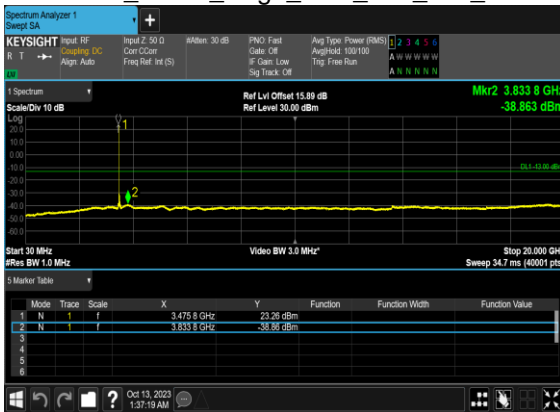 Spectrum Analyzer 1
Swept SA
+
KEYSIGHT Input: RF Input Z: 50 Ω #Atten: 30 dB PNO: Fast Avg Type: Power (RMS) 1 2 3 4 5 6
R T Coupling: DC Corr CCorr Gate: Off Avg|Hold: 100/100 A W W W W W
Align: Auto Freq Ref: Int (S) IF Gain: Low Trig: Free Run
Sig Track: Off A N N N N N
1 Spectrum Ref Lvl Offset 15.89 dB Mkr2 3.833 8 GHz
Scale/Div 10 dB Ref Level 30.00 dBm -38.863 dBm
Log
20.0
10.0
0.00
-10.0
-20.0
-30.0
-40.0
-50.0
-60.0
1
DL1 -13.00 dBm
2
Start 30 MHz Video BW 3.0 MHz* Stop 20.000 GH
#Res BW 1.0 MHz Sweep 34.7 ms (40001 pts
5 Marker Table
Mode Trace Scale X Y Function Function Width Function Value
1 N 1 f 3.475 8 GHz 23.26 dBm
2 N 1 f 3.833 8 GHz -38.86 dBm
3
4
5
6
? Oct 13, 2023
1:37:19 AM